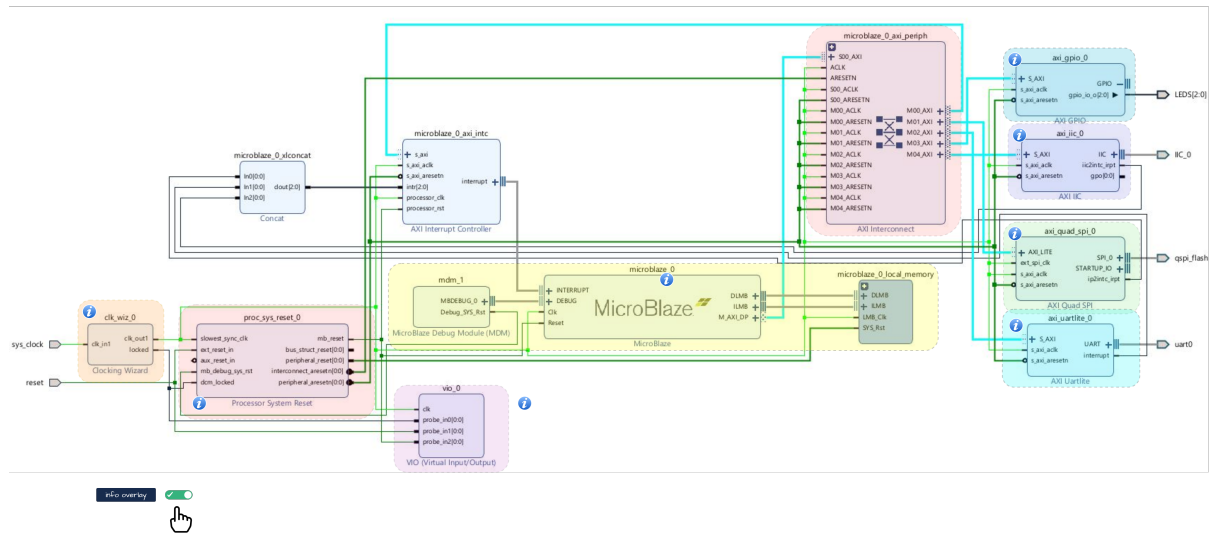 microblaze_0_axi_periph
S00_AXI
ACLK
ARESETN
S00_ACLK
S00_ARESETN
M00_ACLK
M00_ARESETN
M01_ACLK
M01_ARESETN
M02_ACLK
M02_ARESETN
M03_ACLK
M03_ARESETN
M04_ACLK
M04_ARESETN
M00_AXI
M01_AXI
M02_AXI
M03_AXI
M04_AXI
AXI Interconnect
axi_gpio_0
S_AXI
s_axi_aclk
s_axi_aresetn
GPIO
gpio_io_o[2:0]
AXI GPIO
LEDS[2:0]
axi_iic_0
S_AXI
s_axi_aclk
s_axi_aresetn
IIC
iic2intc_irpt
gpo[0:0]
AXI IIC
IIC_0
axi_quad_spi_0
AXI_LITE
ext_spi_clk
s_axi_aclk
s_axi_aresetn
SPI_0
STARTUP_IO
ip2intc_irpt
AXI Quad SPI
qspi_flash
axi_uartlite_0
S_AXI
s_axi_aclk
s_axi_aresetn
UART
interrupt
AXI Uartlite
uart0
microblaze_0_axi_intc
s_axi
s_axi_aclk
s_axi_aresetn
intr[2:0]
processor_clk
processor_rst
interrupt
AXI Interrupt Controller
microblaze_0_xlconcat
In0[0:0]
In1[0:0]
In2[0:0]
dout[2:0]
Concat
mdm_1
MBDEBUG_0
Debug_SYS_Rst
MicroBlaze Debug Module (MDM)
microblaze_0
INTERRUPT
DEBUG
Clk
Reset
MicroBlaze
DLMB
ILMB
M_AXI_DP
MicroBlaze
microblaze_0_local_memory
DLMB
ILMB
LMB_Clk
SYS_Rst
sys_clock
reset
clk_wiz_0
clk_in1
clk_out1
locked
Clocking Wizard
proc_sys_reset_0
slowest_sync_clk
ext_reset_in
aux_reset_in
mb_debug_sys_rst
dcm_locked
mb_reset
bus_struct_reset[0:0]
peripheral_reset[0:0]
interconnect_aresetn[0:0]
peripheral_aresetn[0:0]
Processor System Reset
vio_0
clk
probe_in0[0:0]
probe_in1[0:0]
probe_in2[0:0]
VIO (Virtual Input/Output)
info overlay